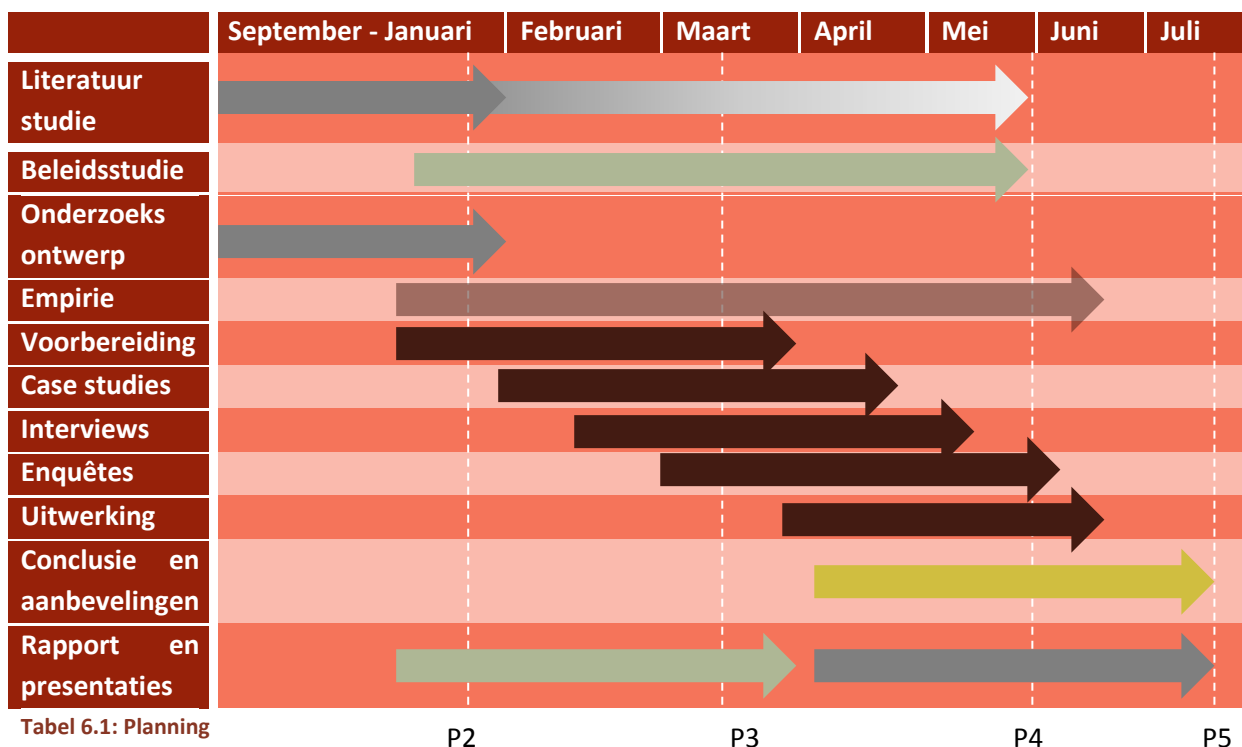 September - Januari Februari Maart April Mei Juni Juli
Literatuur
studie
Beleidsstudie
Onderzoeks
ontwerp
Empirie
Voorbereiding
Case studies
Interviews
Enquêtes
Uitwerking
Conclusie en
aanbevelingen
Rapport en
presentaties
Tabel 6.1: Planning
P2 P3 P4 P5